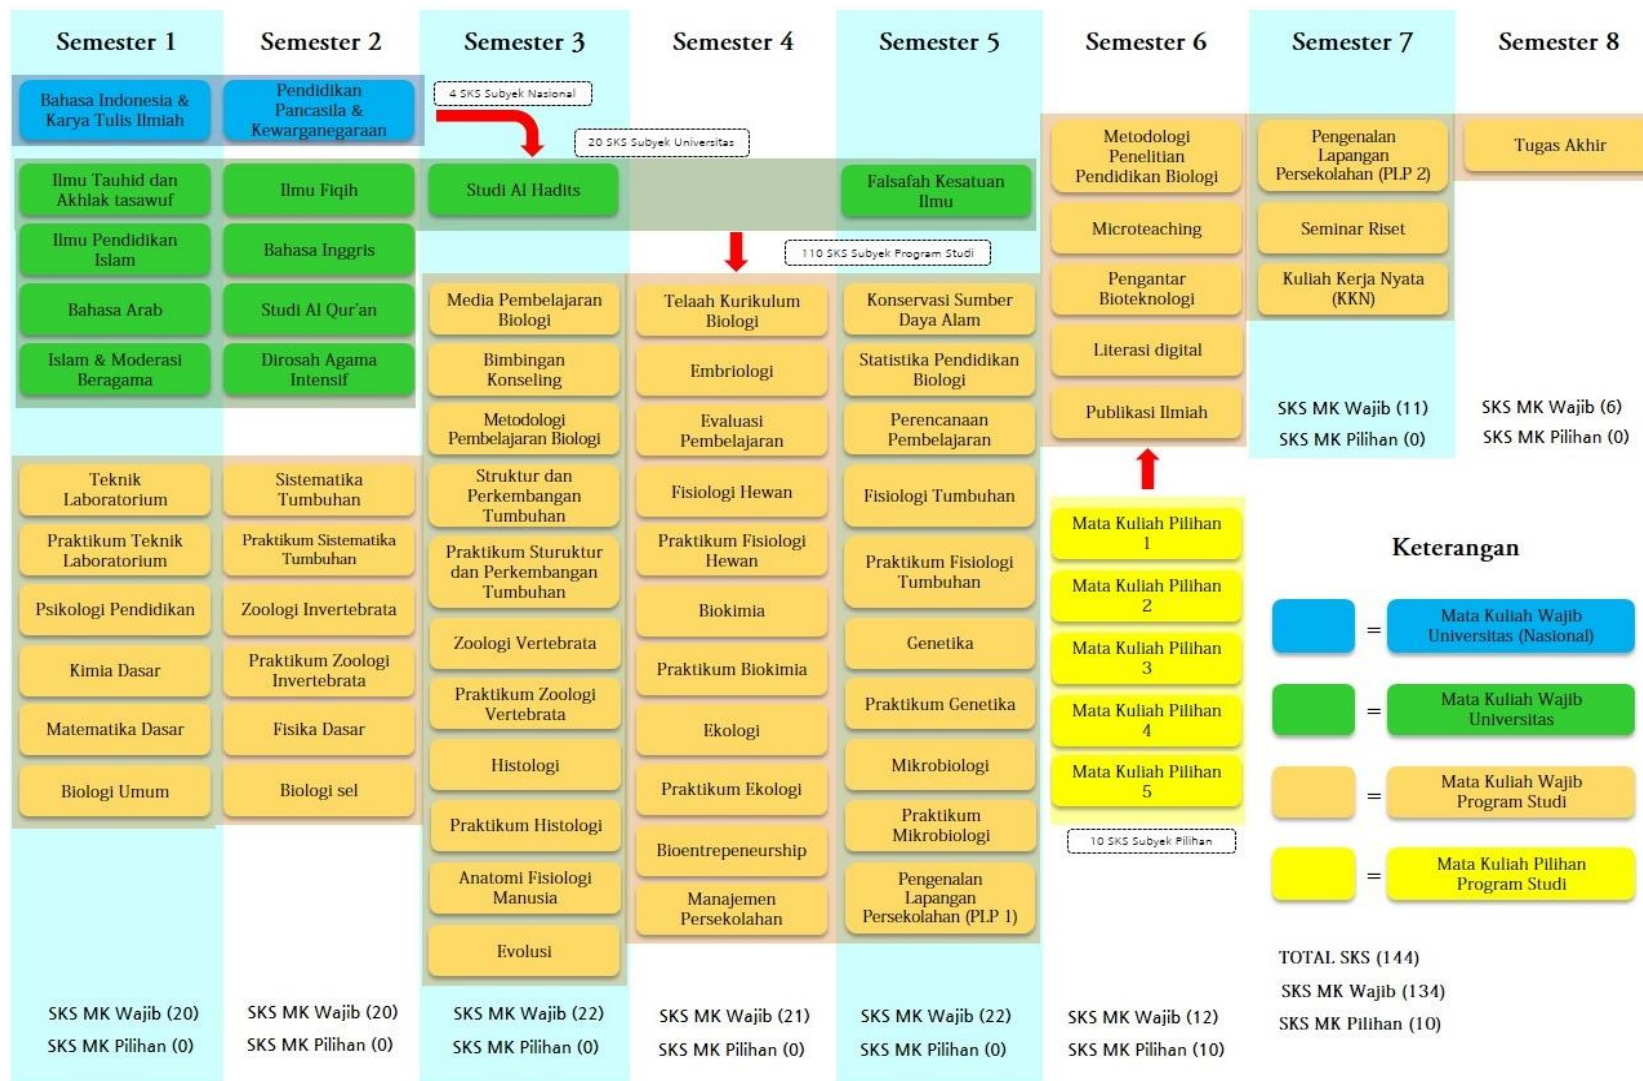 Semester 1
Bahasa Indonesia &
Karya Tulis Ilmiah
Ilmu Tauhid dan
Akhlak tasawuf
Ilmu Pendidikan
Islam
Bahasa Arab
Islam & Moderasi
Beragama
Teknik
Laboratorium
Praktikum Teknik
Laboratorium
Psikologi Pendidikan
Kimia Dasar
Matematika Dasar
Biologi Umum
SKS MK Wajib (20)
SKS MK Pilihan (0)
Semester 2
Pendidikan
Pancasila &
Kewarganegaraan
Ilmu Fiqih
Bahasa Inggris
Studi Al Qur'an
Dirosah Agama
Intensif
Sistematika
Tumbuhan
Praktikum Sistematika
Tumbuhan
Zoologi Invertebrata
Praktikum Zoologi
Invertebrata
Fisika Dasar
Biologi sel
SKS MK Wajib (20)
SKS MK Pilihan (0)
Semester 3
4 SKS Subyek Nasional
20 SKS Subyek Universitas
Studi Al Hadits
Media Pembelajaran
Biologi
Bimbingan
Konseling
Metodologi
Pembelajaran Biologi
Struktur dan
Perkembangan
Tumbuhan
Praktikum Sturuktur
dan Perkembangan
Tumbuhan
Zoologi Vertebrata
Praktikum Zoologi
Vertebrata
Histologi
Praktikum Histologi
Anatomi Fisiologi
Manusia
Evolusi
SKS MK Wajib (22)
SKS MK Pilihan (0)
Semester 4
110 SKS Subyek Program Studi
Telaah Kurikulum
Biologi
Embriologi
Evaluasi
Pembelajaran
Fisiologi Hewan
Praktikum Fisiologi
Hewan
Biokimia
Praktikum Biokimia
Ekologi
Praktikum Ekologi
Bioentrepeneurship
Manajemen
Persekolahan
SKS MK Wajib (21)
SKS MK Pilihan (0)
Semester 5
Falsafah Kesatuan
Ilmu
Konservasi Sumber
Daya Alam
Statistika Pendidikan
Biologi
Perencanaan
Pembelajaran
Fisiologi Tumbuhan
Praktikum Fisiologi
Tumbuhan
Genetika
Praktikum Genetika
Mikrobiologi
Praktikum
Mikrobiologi
Pengenalan
Lapangan
Persekolahan (PLP 1)
SKS MK Wajib (22)
SKS MK Pilihan (0)
Semester 6
Metodologi
Penelitian
Pendidikan Biologi
Microteaching
Pengantar
Bioteknologi
Literasi digital
Publikasi Ilmiah
Mata Kuliah Pilihan
1
Mata Kuliah Pilihan
2
Mata Kuliah Pilihan
3
Mata Kuliah Pilihan
4
Mata Kuliah Pilihan
5
10 SKS Subyek Pilihan
SKS MK Wajib (12)
SKS MK Pilihan (10)
Semester 7
Pengenalan
Lapangan
Persekolahan (PLP 2)
Seminar Riset
Kuliah Kerja Nyata
(KKN)
SKS MK Wajib (11)
SKS MK Pilihan (0)
Semester 8
Tugas Akhir
SKS MK Wajib (6)
SKS MK Pilihan (0)
Keterangan
= Mata Kuliah Wajib
Universitas (Nasional)
= Mata Kuliah Wajib
Universitas
= Mata Kuliah Wajib
Program Studi
= Mata Kuliah Pilihan
Program Studi
TOTAL SKS (144)
SKS MK Wajib (134)
SKS MK Pilihan (10)